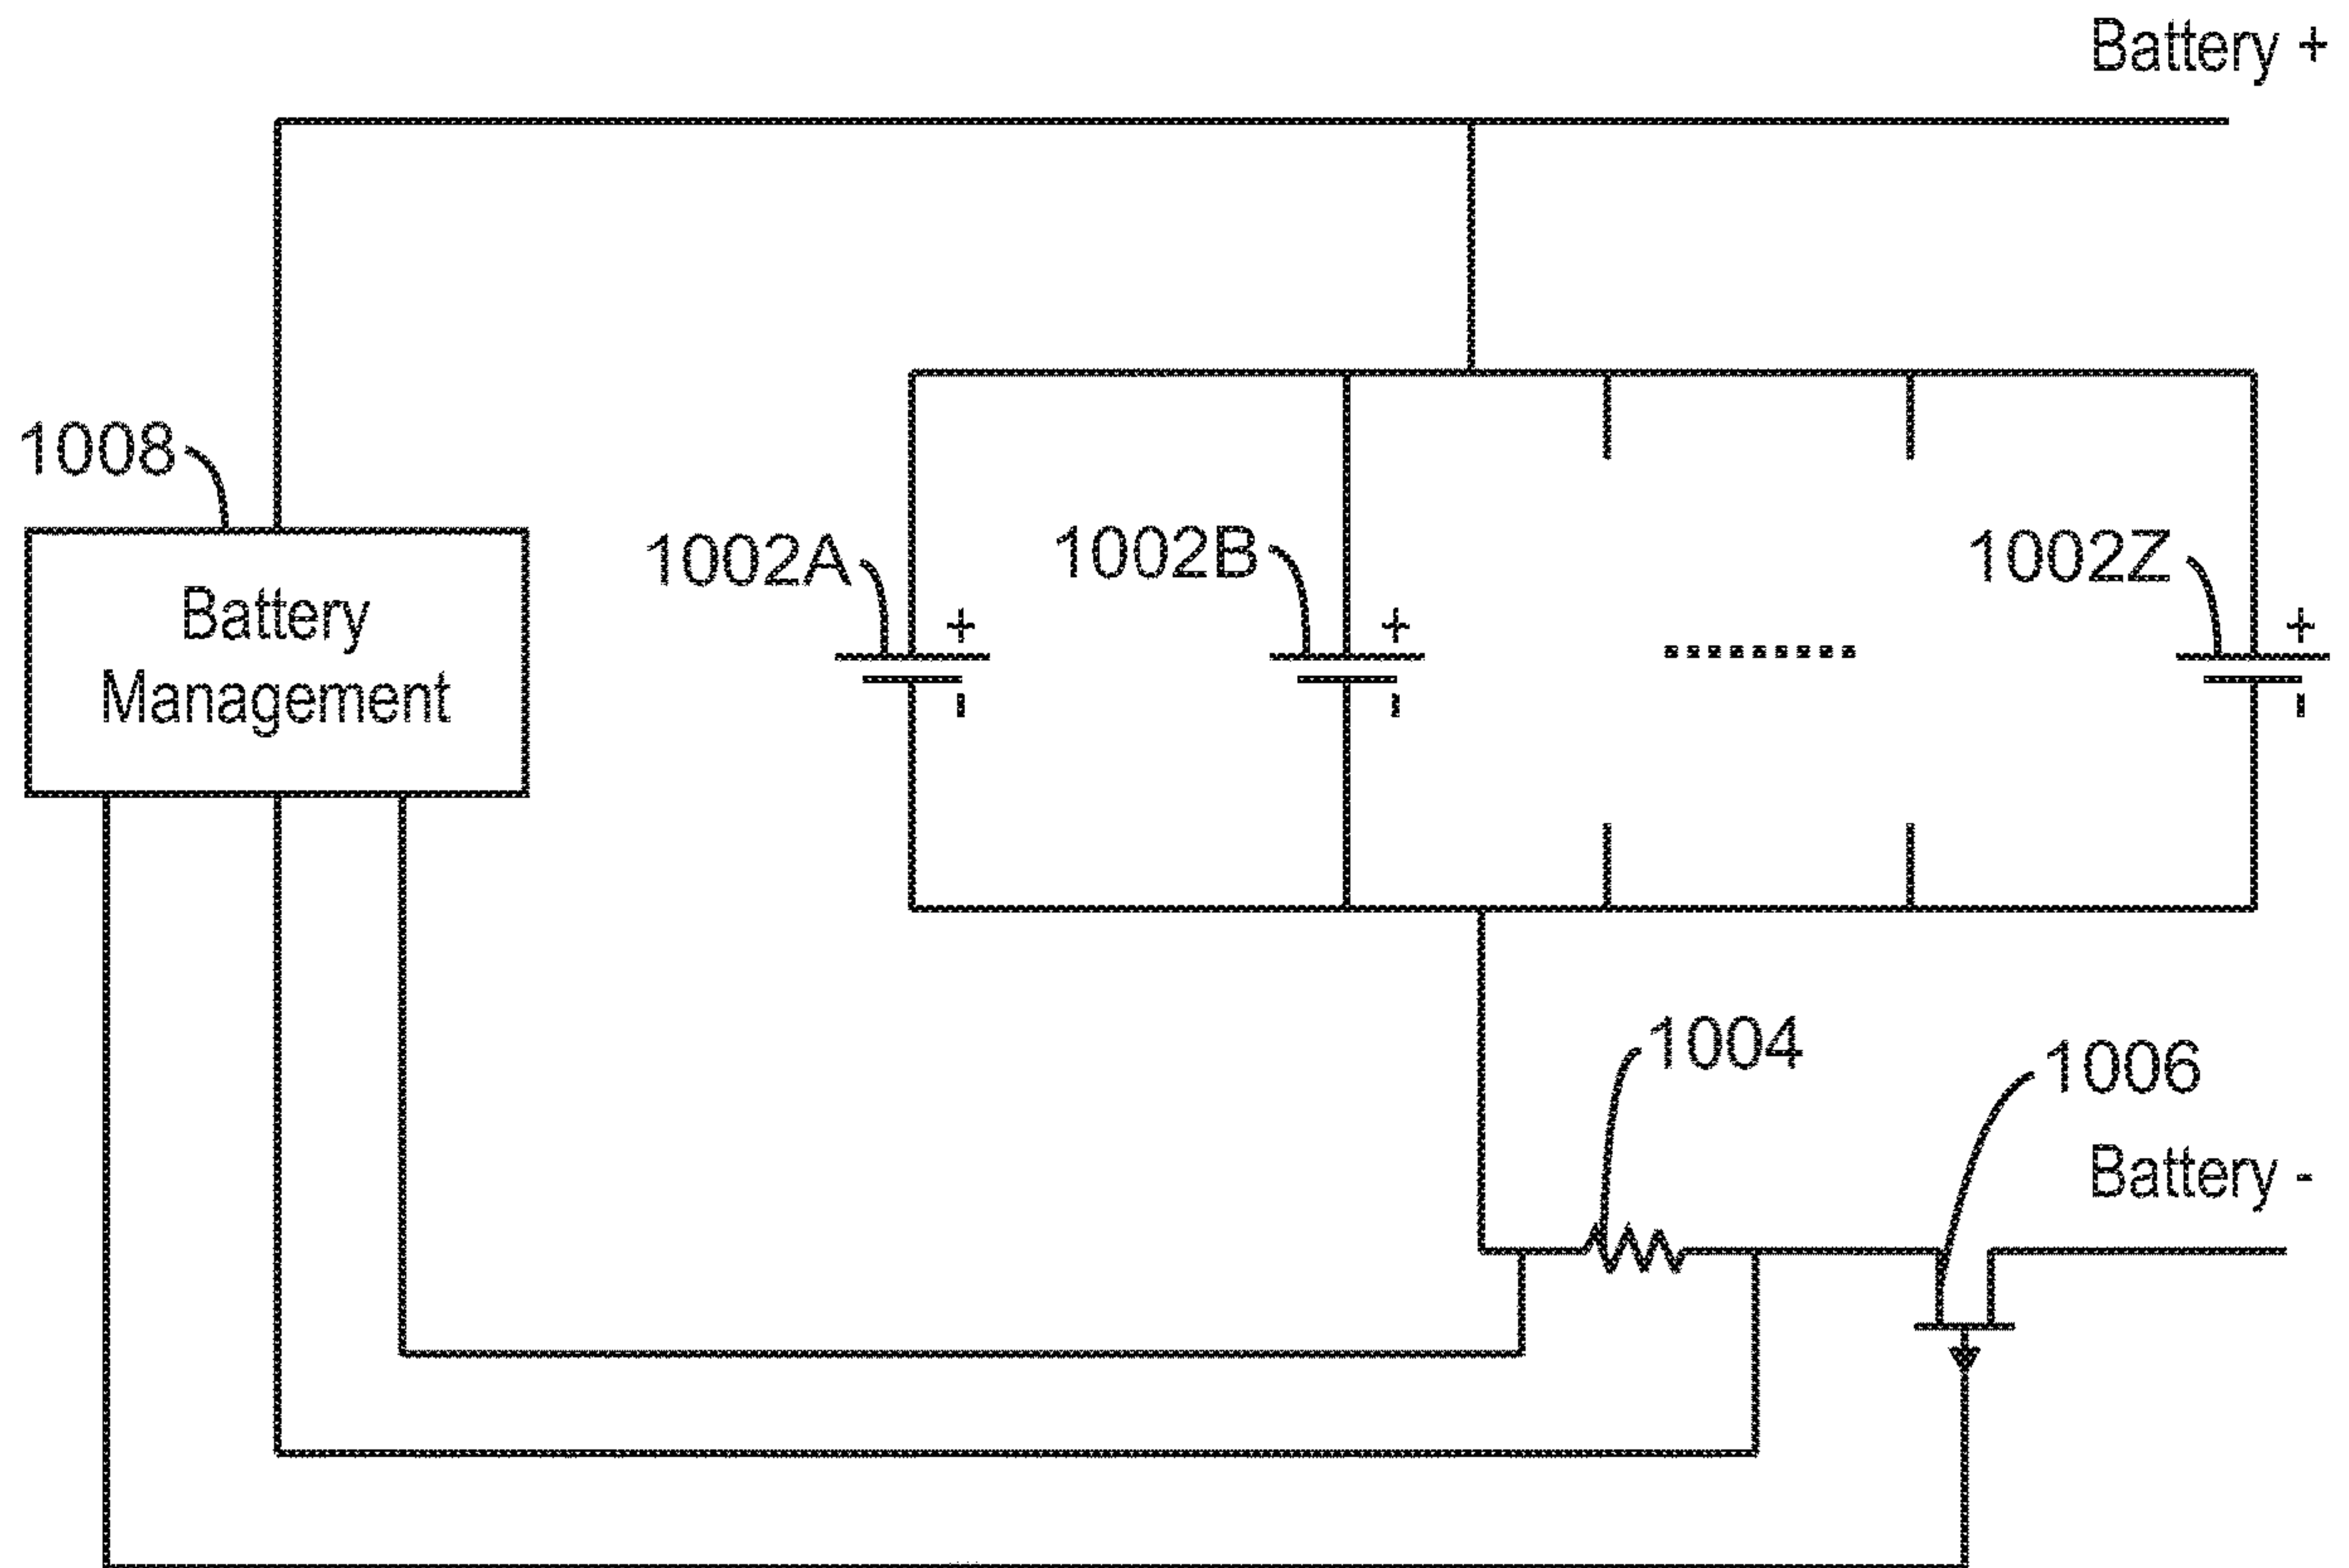 Battery +
1008
Battery
Management
1002A
+
-
1002B
+
-
1002Z
+
-
1004
1006
Battery -